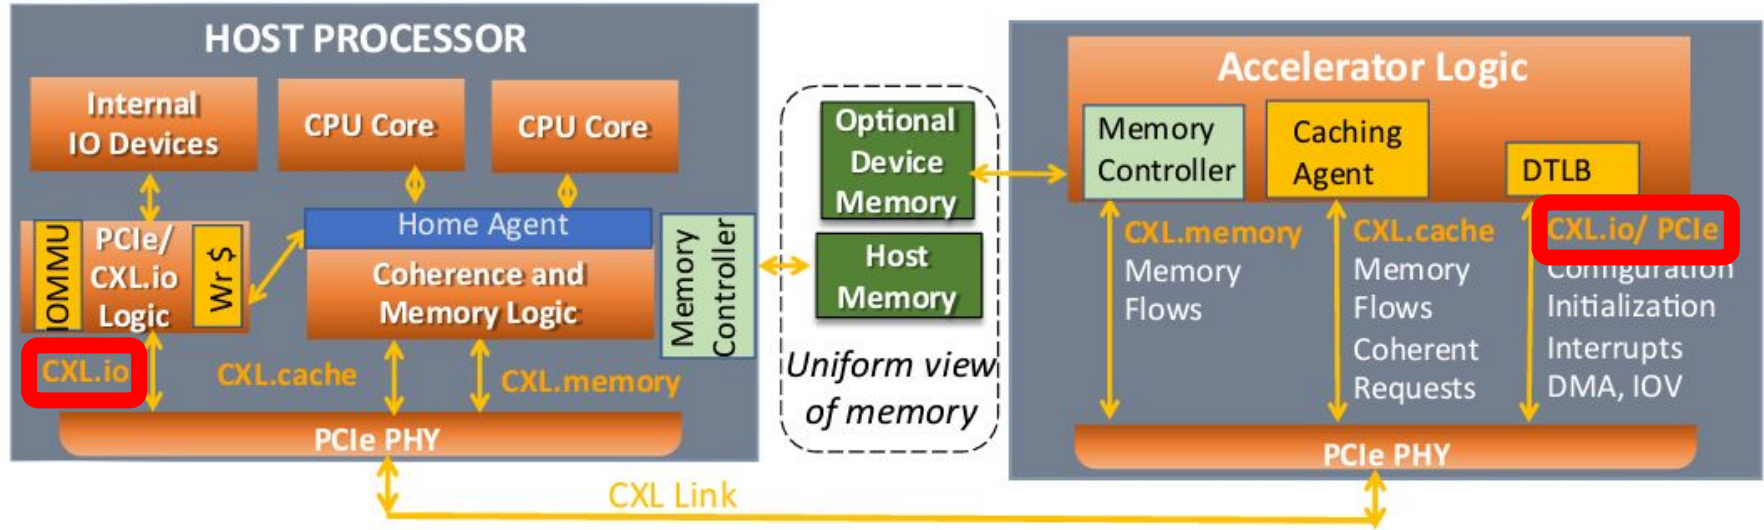 HOST PROCESSOR
Internal
IO Devices
CPU Core
CPU Core
IOMMU
PCIe/
CXL.io
Logic
Wr $
Home Agent
Coherence and
Memory Logic
Memory
Controller
CXL.io
CXL.cache
CXL.memory
PCIe PHY
Optional
Device
Memory
Host
Memory
Uniform view
of memory
Accelerator Logic
Memory
Controller
Caching
Agent
DTLB
CXL.memory
Memory
Flows
CXL.cache
Memory
Flows
Coherent
Requests
CXL.io/ PCIe
Configuration
Initialization
Interrupts
DMA, IOV
PCIe PHY
CXL Link